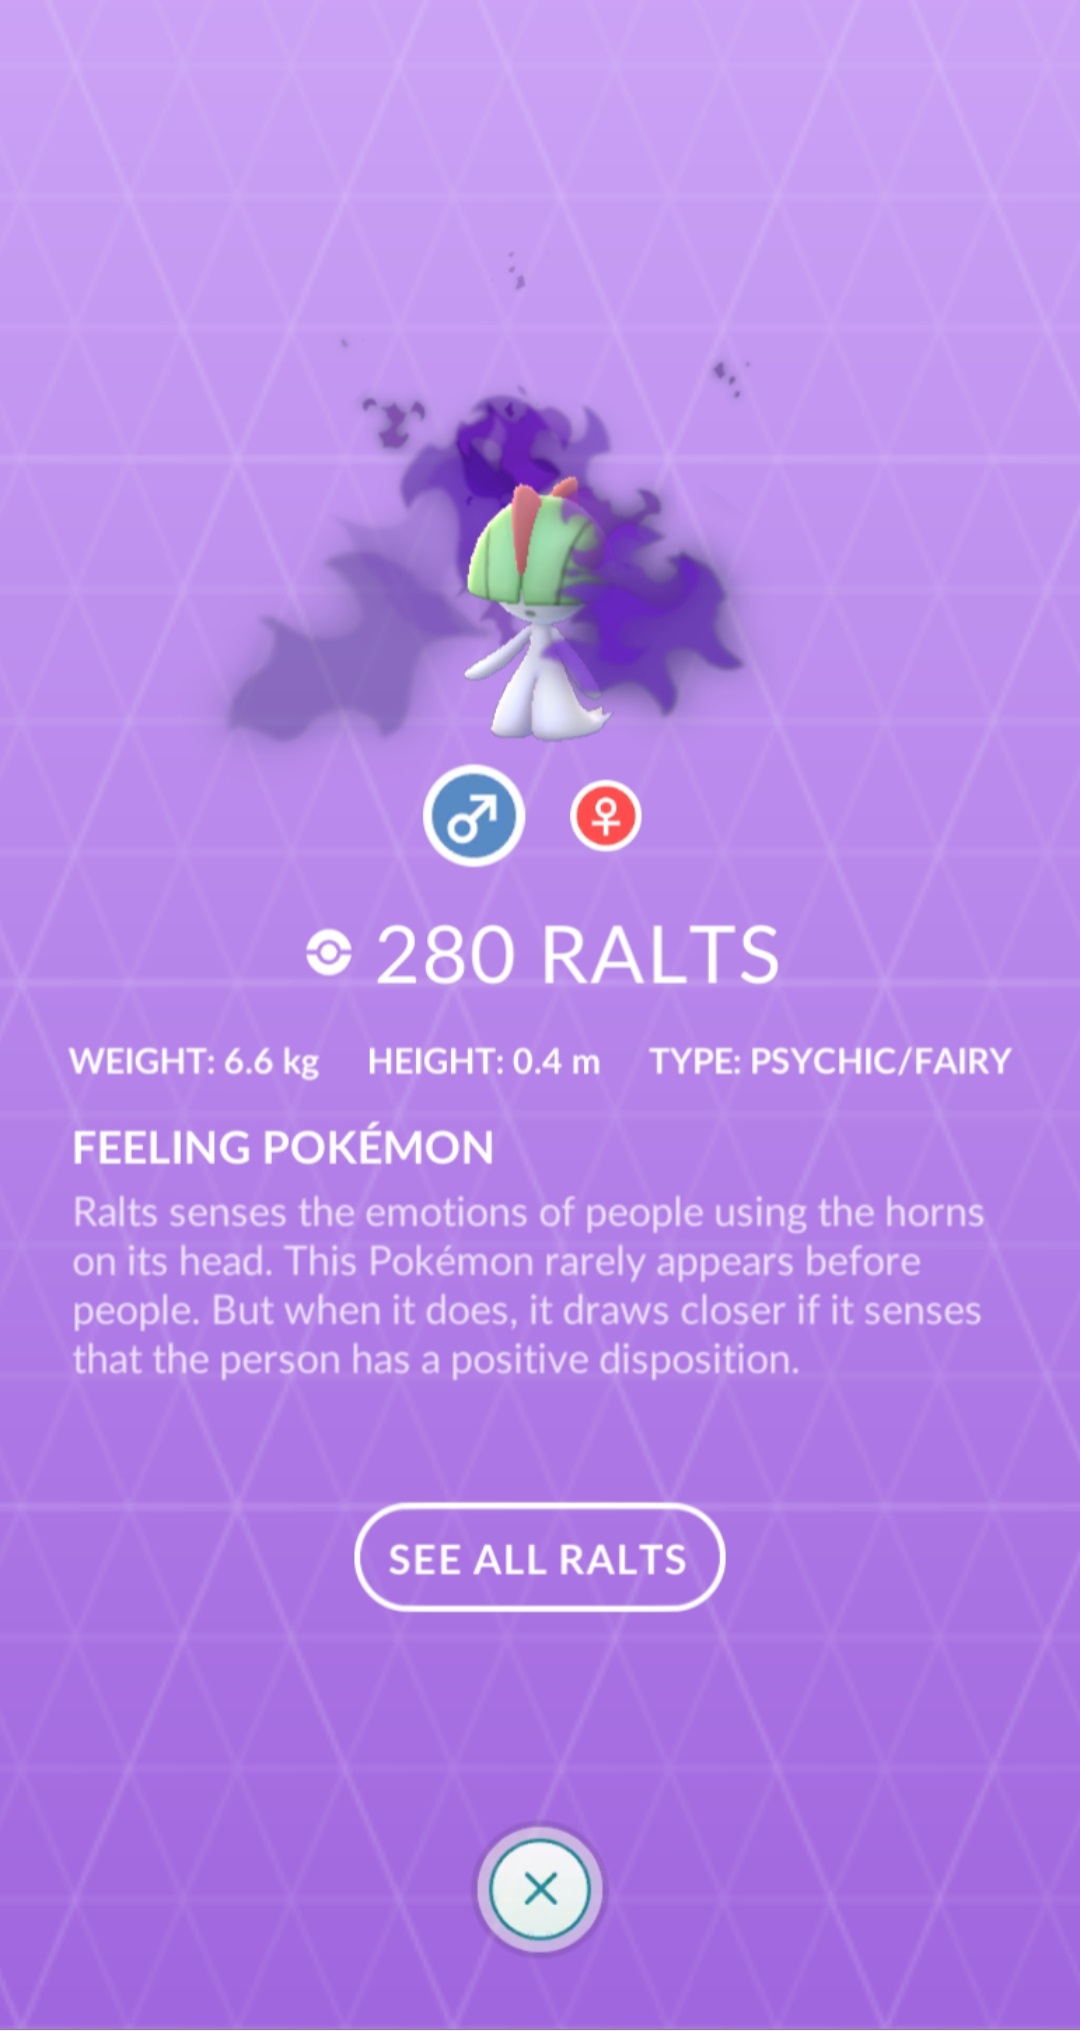 280 RALTS
WEIGHT: 6.6 kg HEIGHT: 0.4 m TYPE: PSYCHIC/FAIRY
FEELING POKÉMON
Ralts senses the emotions of people using the horns
on its head. This Pokémon rarely appears before
people. But when it does, it draws closer if it senses
that the person has a positive disposition.
SEE ALL RALTS